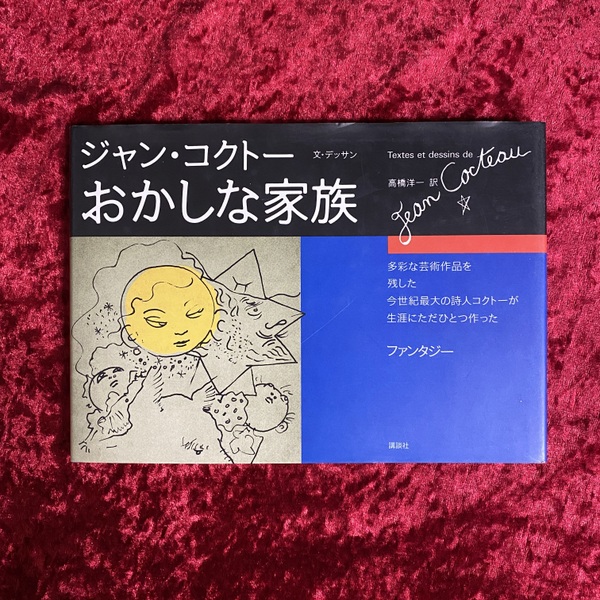 ジャン・コクトー 文・デッサン
おかしな家族
Textes et dessins de
Jean Cocteau
高橋洋一 訳
多彩な芸術作品を
残した
今世紀最大の詩人コクトーが
生涯にただひとつ作った
ファンタジー
講談社